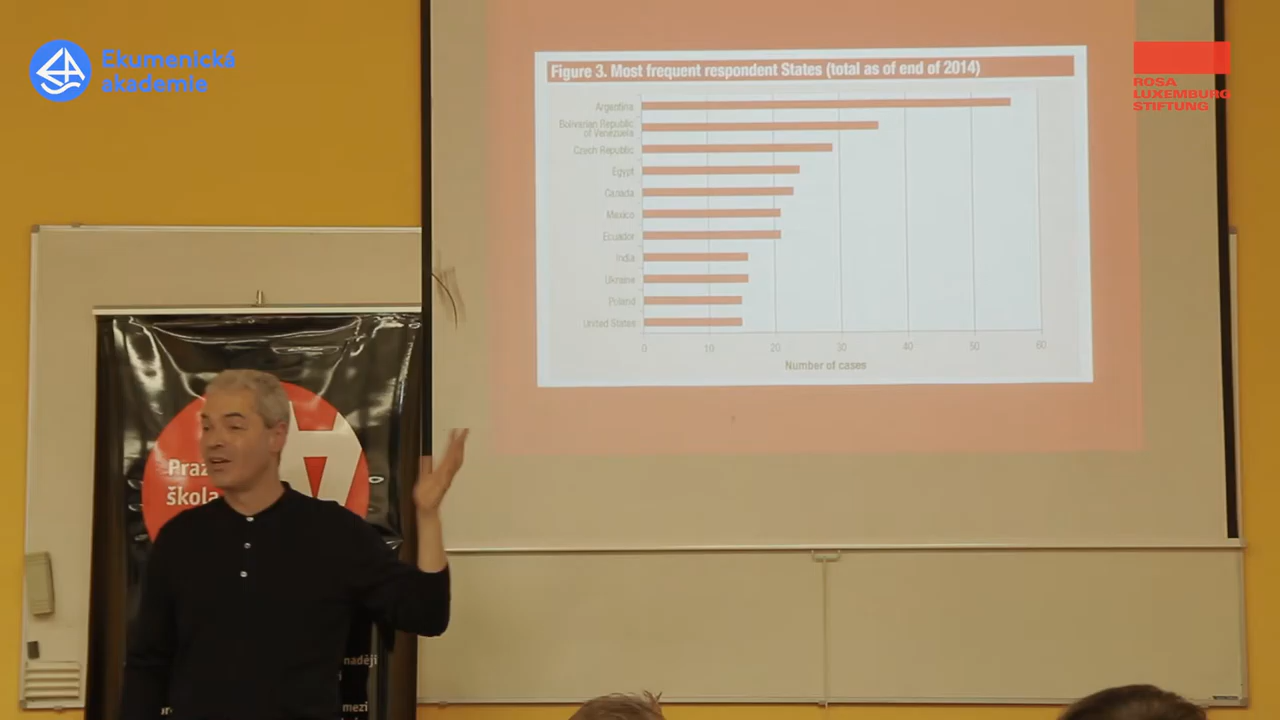 Ekumenická
akademie
ROSA
LUXEMBURG
STIFTUNG
Figure 3. Most frequent respondent States (total as of end of 2014)
Argentina
Bolivarian Republic
of Venezuela
Czech Republic
Egypt
Canada
Mexico
Ecuador
India
Ukraine
Poland
United States
0 10 20 30 40 50 60
Number of cases
škola
naději
mezi